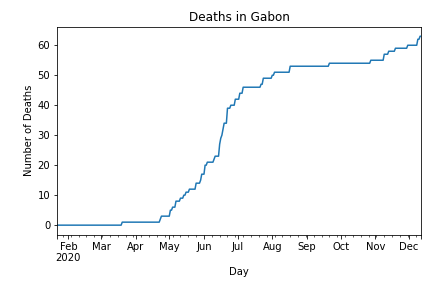 Deaths in Gabon
Number of Deaths
60
50
40
30
20
10
0
Feb Mar Apr May Jun Jul Aug Sep Oct Nov Dec
2020
Day